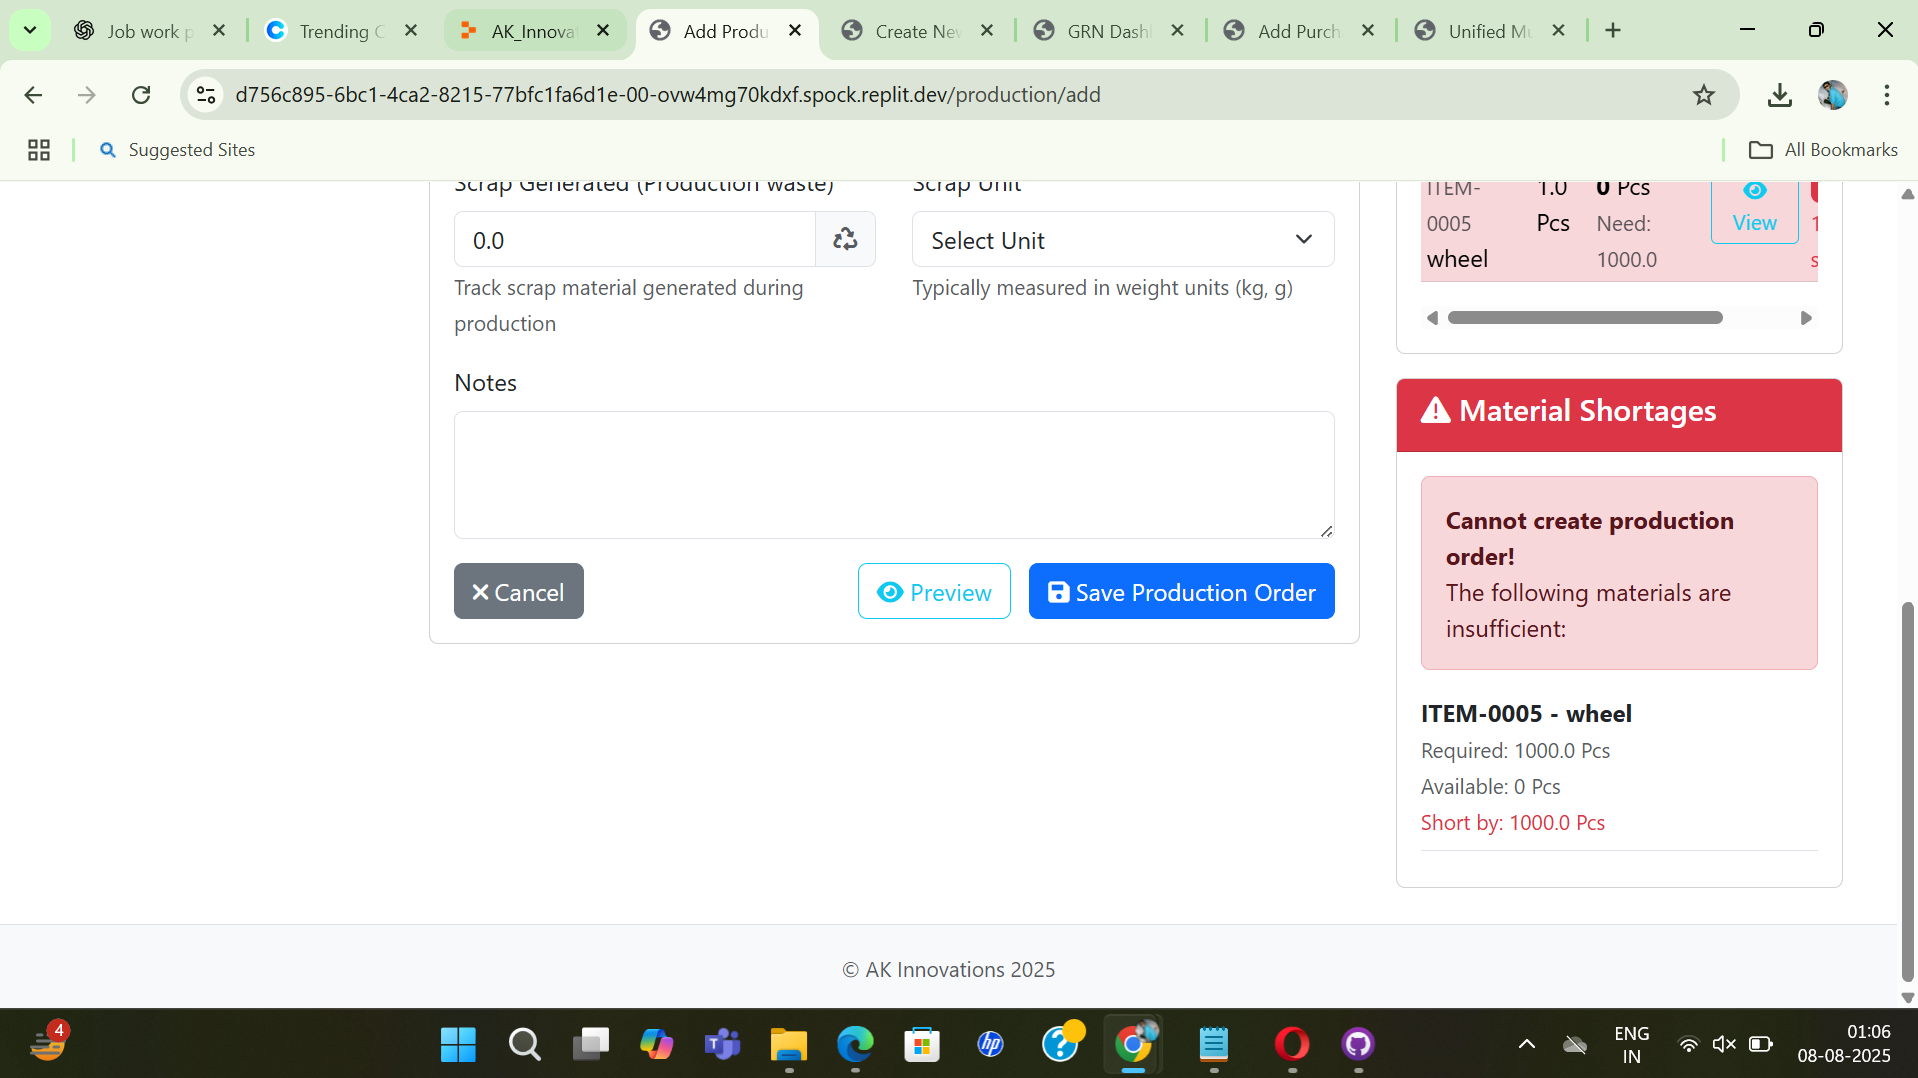 Job work p
Trending C
AK_Innova
Add Produ
Create Nev
GRN Dash
Add Purch
Unified Mu
d756c895-6bc1-4ca2-8215-77bfc1fa6d1e-00-ovw4mg70kdxf.spock.replit.dev/production/add
Suggested Sites
All Bookmarks
Scrap Generated (Production waste)
Scrap Unit
0.0
Select Unit
Track scrap material generated during
production
Typically measured in weight units (kg, g)
Notes
Cancel
Preview
Save Production Order
ITEM-
0005
wheel
1.0
Pcs
0 Pcs
Need:
1000.0
View
Material Shortages
Cannot create production
order!
The following materials are
insufficient:
ITEM-0005 - wheel
Required: 1000.0 Pcs
Available: 0 Pcs
Short by: 1000.0 Pcs
© AK Innovations 2025
4
hp
ENG
IN
01:06
08-08-2025